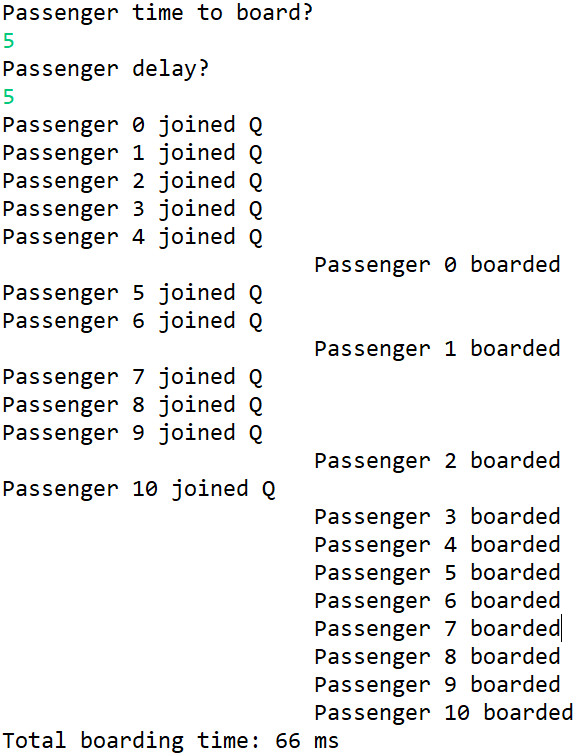 Passenger time to board?
5
Passenger delay?
5
Passenger 0 joined Q
Passenger 1 joined Q
Passenger 2 joined Q
Passenger 3 joined Q
Passenger 4 joined Q
Passenger 0 boarded
Passenger 5 joined Q
Passenger 6 joined Q
Passenger 1 boarded
Passenger 7 joined Q
Passenger 8 joined Q
Passenger 9 joined Q
Passenger 2 boarded
Passenger 10 joined Q
Passenger 3 boarded
Passenger 4 boarded
Passenger 5 boarded
Passenger 6 boarded
Passenger 7 boarded
Passenger 8 boarded
Passenger 9 boarded
Passenger 10 boarded
Total boarding time: 66 ms